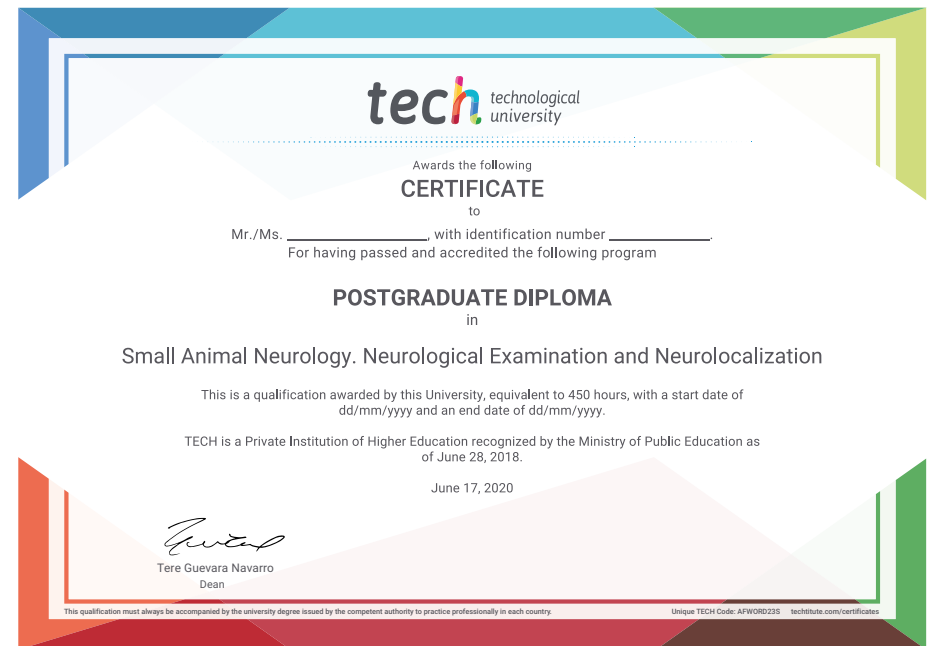 tech technological
university
Awards the following
CERTIFICATE
to
Mr./Ms. ____________________, with identification number ______________.
For having passed and accredited the following program
POSTGRADUATE DIPLOMA
in
Small Animal Neurology. Neurological Examination and Neurolocalization
This is a qualification awarded by this University, equivalent to 450 hours, with a start date of
dd/mm/yyyy and an end date of dd/mm/yyyy.
TECH is a Private Institution of Higher Education recognized by the Ministry of Public Education as
of June 28, 2018.
June 17, 2020
Tere Guevara Navarro
Dean
This qualification must always be accompanied by the university degree issued by the competent authority to practice professionally in each country.
Unique TECH Code: AFWORD23S techtitute.com/certificates